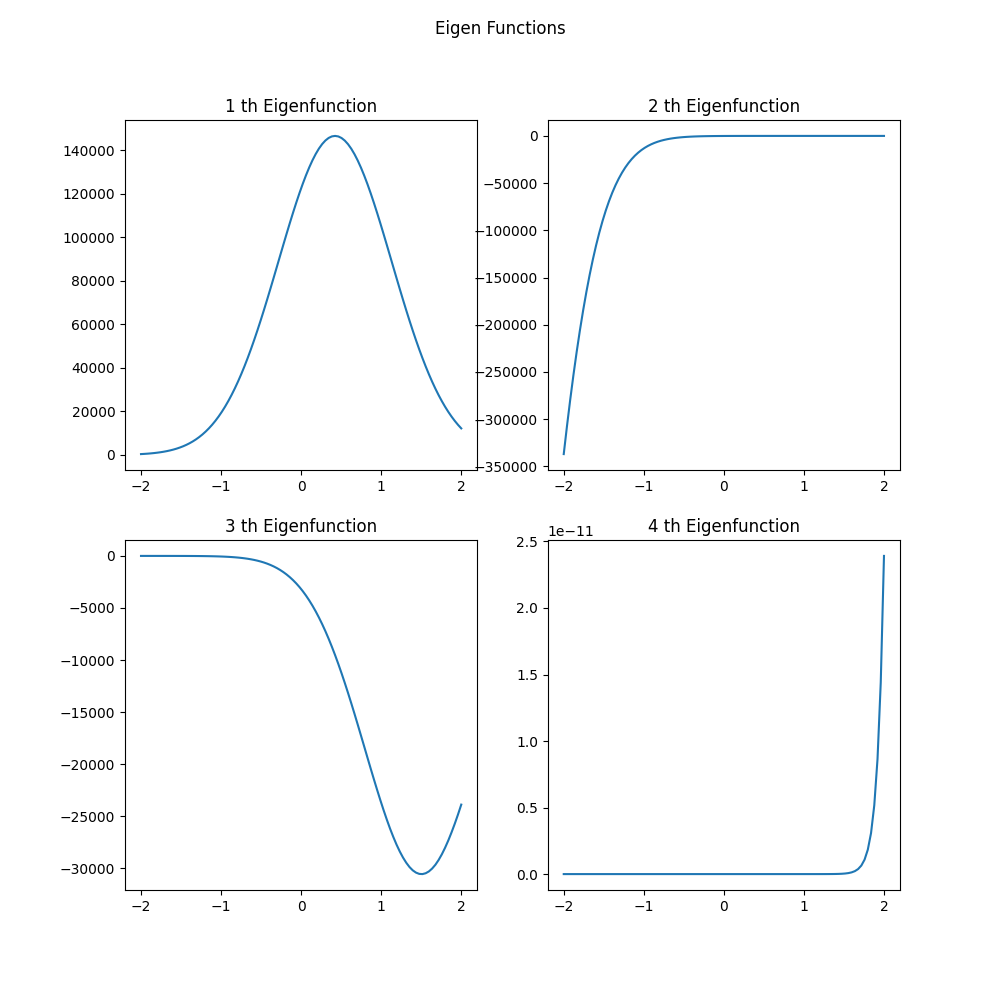 Eigen Functions
1 th Eigenfunction
140000
120000
100000
80000
60000
40000
20000
0
−2 −1 0 1 2
2 th Eigenfunction
0
−50000
−100000
−150000
−200000
−250000
−300000
−350000
−2 −1 0 1 2
3 th Eigenfunction
0
−5000
−10000
−15000
−20000
−25000
−30000
−2 −1 0 1 2
4 th Eigenfunction
1e−11
2.5
2.0
1.5
1.0
0.5
0.0
−2 −1 0 1 2